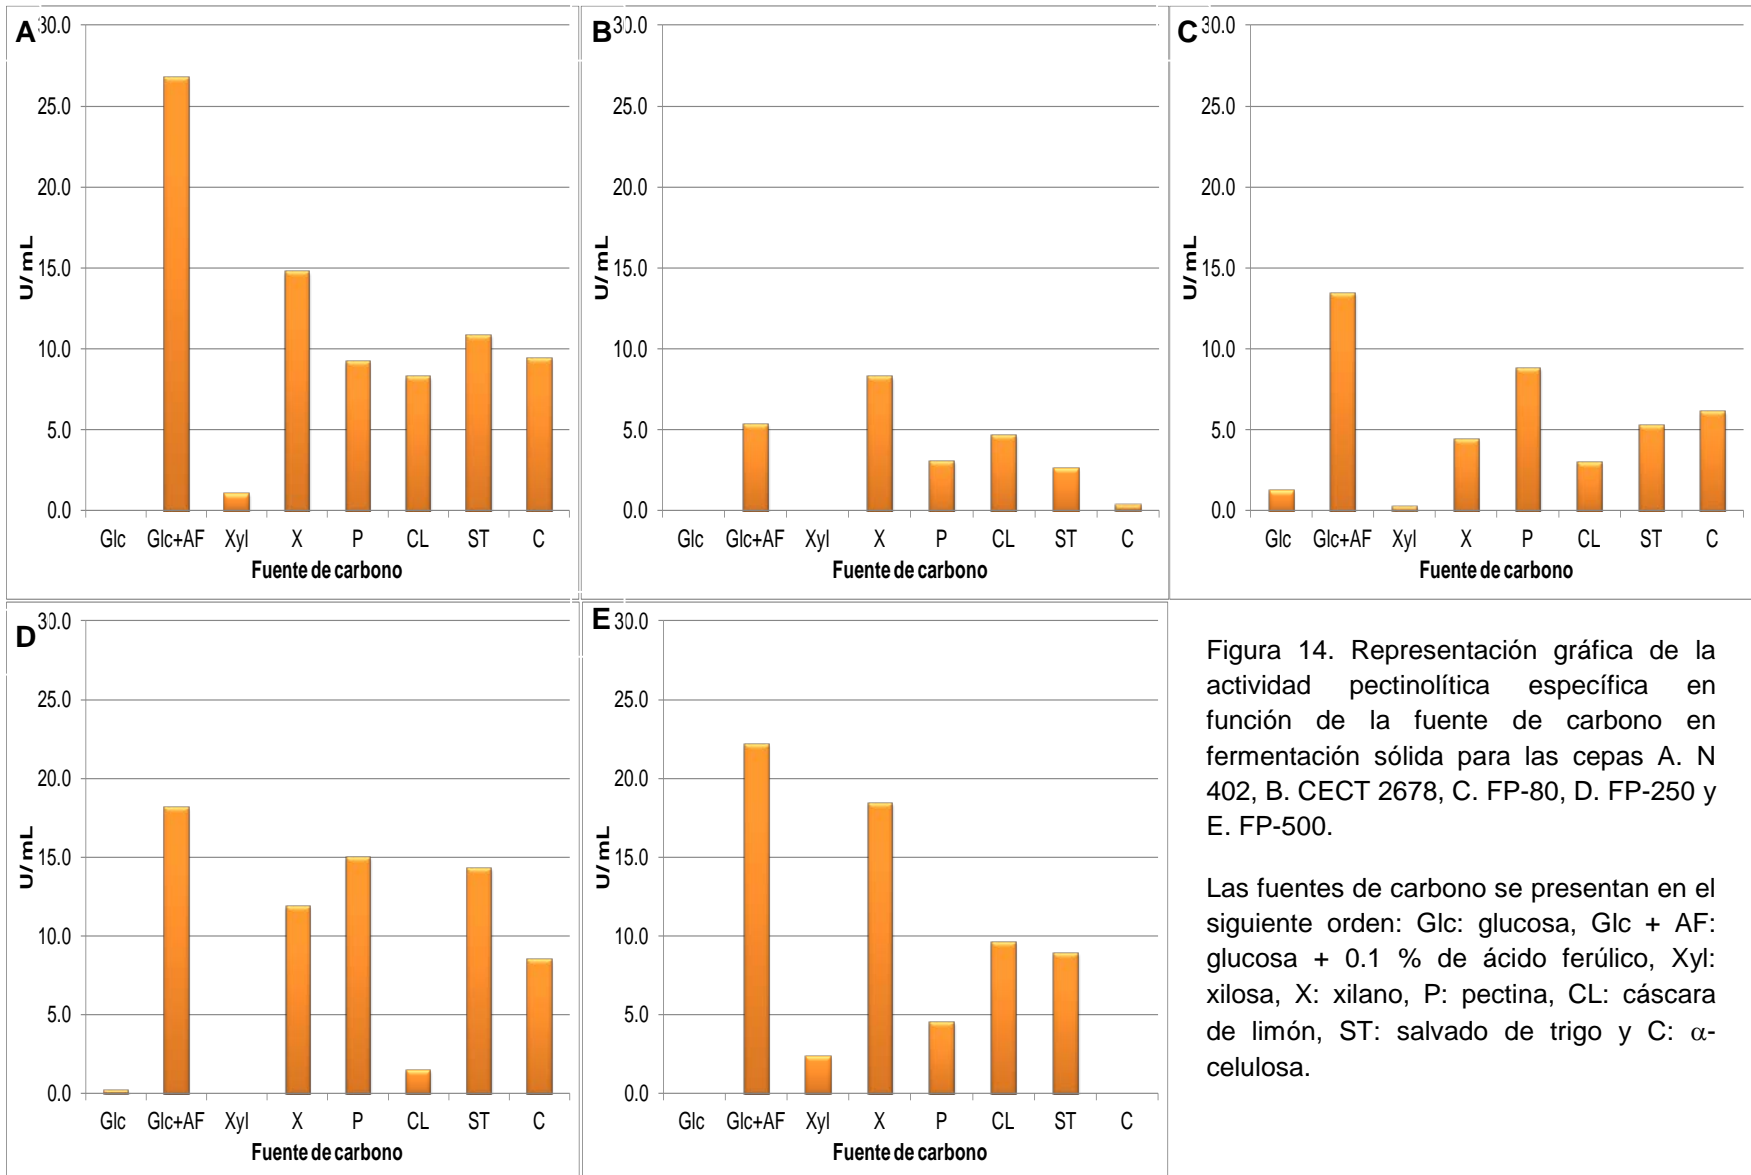 A
30.0
25.0
20.0
15.0
10.0
5.0
0.0
U/mL
Glc Glc+AF Xyl X P CL ST C
Fuente de carbono
B
30.0
25.0
20.0
15.0
10.0
5.0
0.0
U/mL
Glc Glc+AF Xyl X P CL ST C
Fuente de carbono
C
30.0
25.0
20.0
15.0
10.0
5.0
0.0
U/mL
Glc Glc+AF Xyl X P CL ST C
Fuente de carbono
D
30.0
25.0
20.0
15.0
10.0
5.0
0.0
U/mL
Glc Glc+AF Xyl X P CL ST C
Fuente de carbono
E
30.0
25.0
20.0
15.0
10.0
5.0
0.0
U/mL
Glc Glc+AF Xyl X P CL ST C
Fuente de carbono
Figura 14. Representación gráfica de la
actividad pectinolítica específica en
función de la fuente de carbono en
fermentación sólida para las cepas A. N
402, B. CECT 2678, C. FP-80, D. FP-250 y
E. FP-500.
Las fuentes de carbono se presentan en el
siguiente orden: Glc: glucosa, Glc + AF:
glucosa + 0.1 % de ácido ferúlico, Xyl:
xilosa, X: xilano, P: pectina, CL: cáscara
de limón, ST: salvado de trigo y C: α-
celulosa.